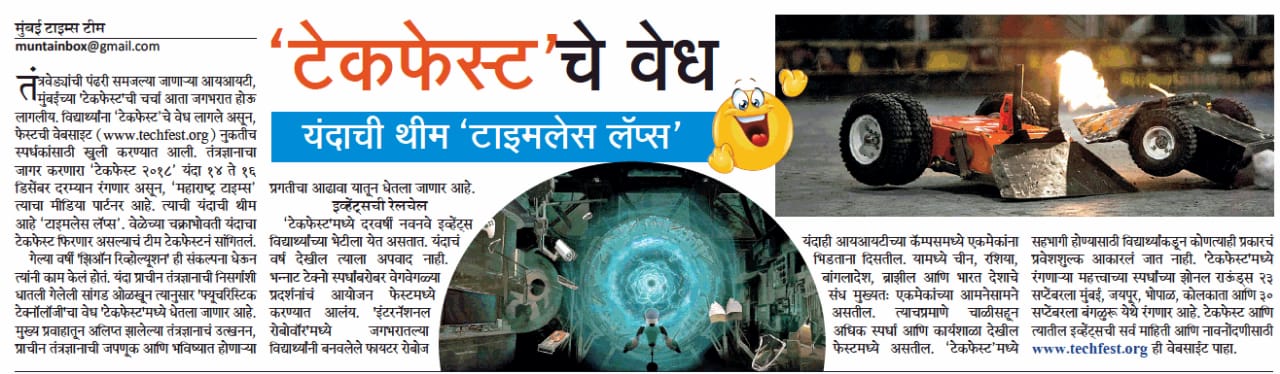 मुंबई टाइम्स टीम
muntainbox@gmail.com
‘टेकफेस्ट’चे वेध
यंदाची थीम ‘टाइमलेस लॅप्स’
तंत्रवेड्यांची पंढरी समजल्या जाणाऱ्या आयआयटी,
मुंबईच्या 'टेकफेस्ट'ची चर्चा आता जगभरात होऊ
लागलीय. विद्यार्थ्यांना ‘टेकफेस्ट’चे वेध लागले असून,
फेस्टची वेबसाइट (www.techfest.org) नुकतीच
स्पर्धकांसाठी खुली करण्यात आली. तंत्रज्ञानाचा
जागर करणारा ‘टेकफेस्ट २०१८’ यंदा १४ ते १६
डिसेंबर दरम्यान रंगणार असून, ‘महाराष्ट्र टाइम्स’
त्याचा मीडिया पार्टनर आहे. त्याची यंदाची थीम
आहे ‘टाइमलेस लॅप्स’. वेळेच्या चक्राभोवती यंदाचा
टेकफेस्ट फिरणार असल्याचं टीम टेकफेस्टनं सांगितलं.
गेल्या वर्षी 'झिऑन रिव्होल्यूशन' ही संकल्पना घेऊन
त्यांनी काम केलं होतं. यंदा प्राचीन तंत्रज्ञानाची निसर्गाशी
धातली गेलेली सांगड ओळखून त्यानुसार 'फ्यूचरिस्टिक
टेक्नॉलॉजी'चा वेध 'टेकफेस्ट'मध्ये घेतला जाणार आहे.
मुख्य प्रवाहातून अलिप्त झालेल्या तंत्रज्ञानाचं उत्खनन,
प्राचीन तंत्रज्ञानाची जपणूक आणि भविष्यात होणाऱ्या
प्रगतीचा आढावा यातून घेतला जाणार आहे.
इव्हेंट्सची रेलचेल
‘टेकफेस्ट'मध्ये दरवर्षी नवनवे इव्हेंट्स
विद्यार्थ्यांच्या भेटीला येत असतात. यंदाचं
वर्ष देखील त्याला अपवाद नाही.
भन्नाट टेक्नो स्पर्धांबरोबर वेगवेगळ्या
प्रदर्शनांचं आयोजन फेस्टमध्ये
करण्यात आलंय. 'इंटरनॅशनल
रोबोवॉर'मध्ये जगभरातल्या
विद्यार्थ्यांनी बनवलेले फायटर रोबोज
यंदाही आयआयटीच्या कॅम्पसमध्ये एकमेकांना
भिडताना दिसतील. यामध्ये चीन, रशिया,
बांगलादेश, ब्राझील आणि भारत देशाचे
संघ मुख्यतः एकमेकांच्या आमनेसामने
असतील. त्याचप्रमाणे चाळीसहून
अधिक स्पर्धा आणि कार्यशाळा देखील
फेस्टमध्ये असतील. ‘टेकफेस्ट’मध्ये
सहभागी होण्यासाठी विद्यार्थ्यांकडून कोणत्याही प्रकारचं
प्रवेशशुल्क आकारलं जात नाही. 'टेकफेस्ट'मध्ये
रंगणाऱ्या महत्त्वाच्या स्पर्धांच्या झोनल राऊंड्स २३
सप्टेंबरला मुंबई, जयपूर, भोपाळ, कोलकाता आणि ३०
सप्टेंबरला बंगळुरू येथे रंगणार आहे. टेकफेस्ट आणि
त्यातील इव्हेंट्सची सर्व माहिती आणि नावनोंदणीसाठी
www.techfest.org ही वेबसाईट पाहा.